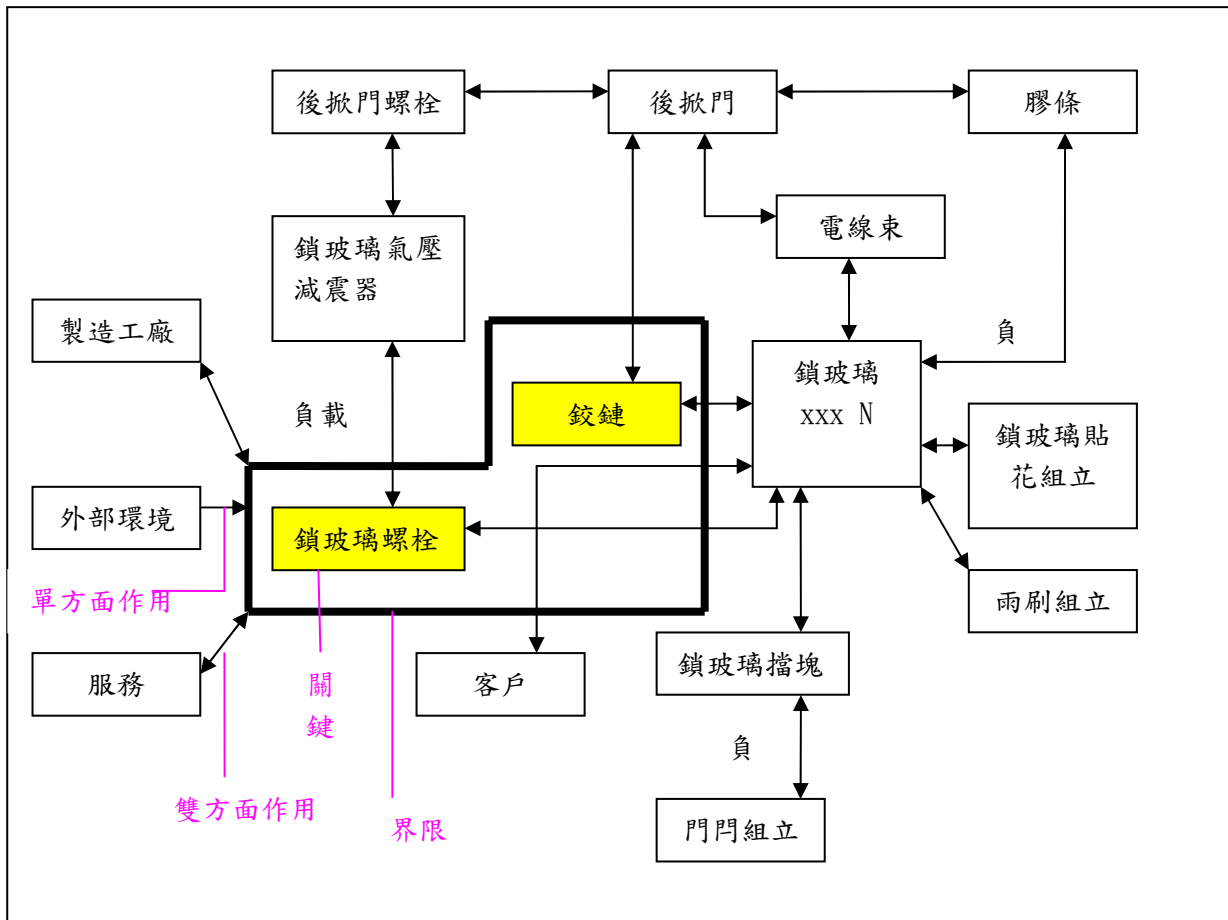 後掀門螺栓
後掀門
膠條
電線束
鎖玻璃氣壓
減震器
製造工廠
負
鎖玻璃
xxx N
鉸鏈
負載
鎖玻璃貼
花組立
外部環境
鎖玻璃螺栓
單方面作用
雨刷組立
服務
客戶
鎖玻璃擋塊
關
鍵
負
雙方面作用
界限
門閂組立